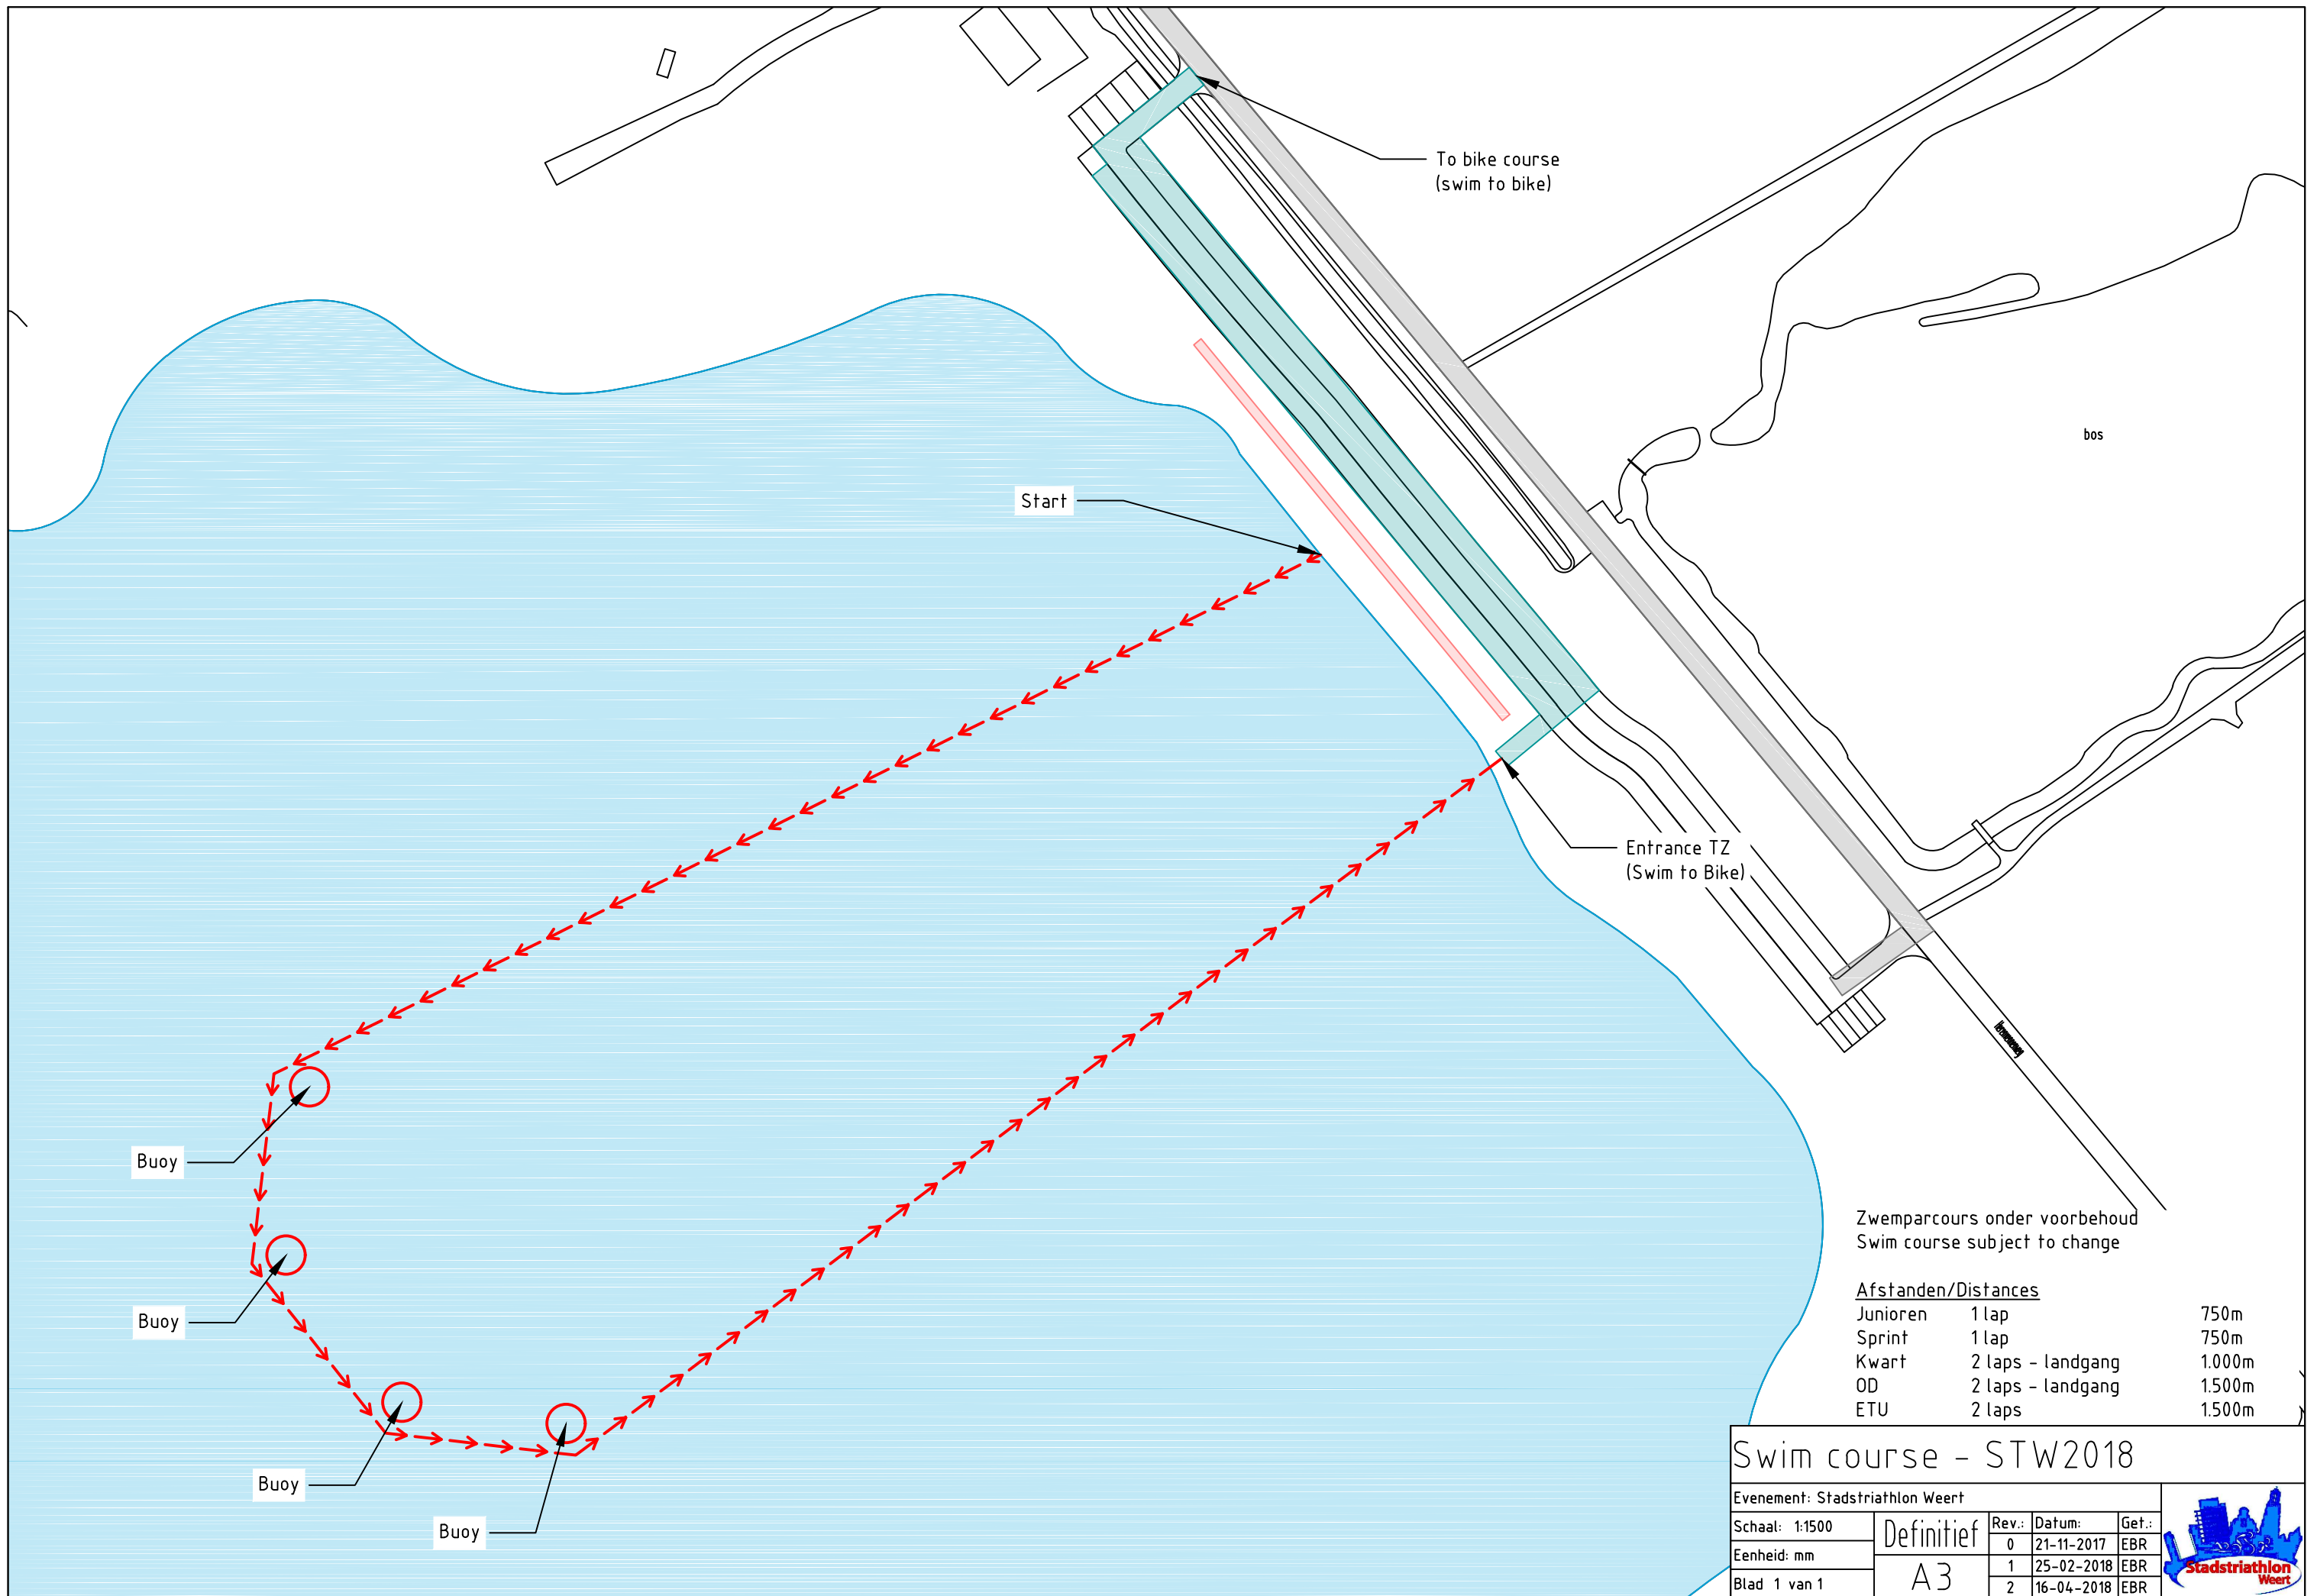 To bike course
(swim to bike)
bos
Start
Entrance TZ
(Swim to Bike)
Buoy
Buoy
Buoy
Buoy
Zwemparcours onder voorbehoud
Swim course subject to change
Afstanden/Distances
Junioren 1 lap 750m
Sprint 1 lap 750m
Kwart 2 laps - landgang 1.000m
OD 2 laps - landgang 1.500m
ETU 2 laps 1.500m
Swim course - STW2018
Evenement: Stadstriathlon Weert
Schaal: 1:1500
Eenheid: mm
Blad 1 van 1
Definitief
A3
Rev.: Datum: Get.:
0 21-11-2017 EBR
1 25-02-2018 EBR
2 16-04-2018 EBR
Stadstriathlon
Weert